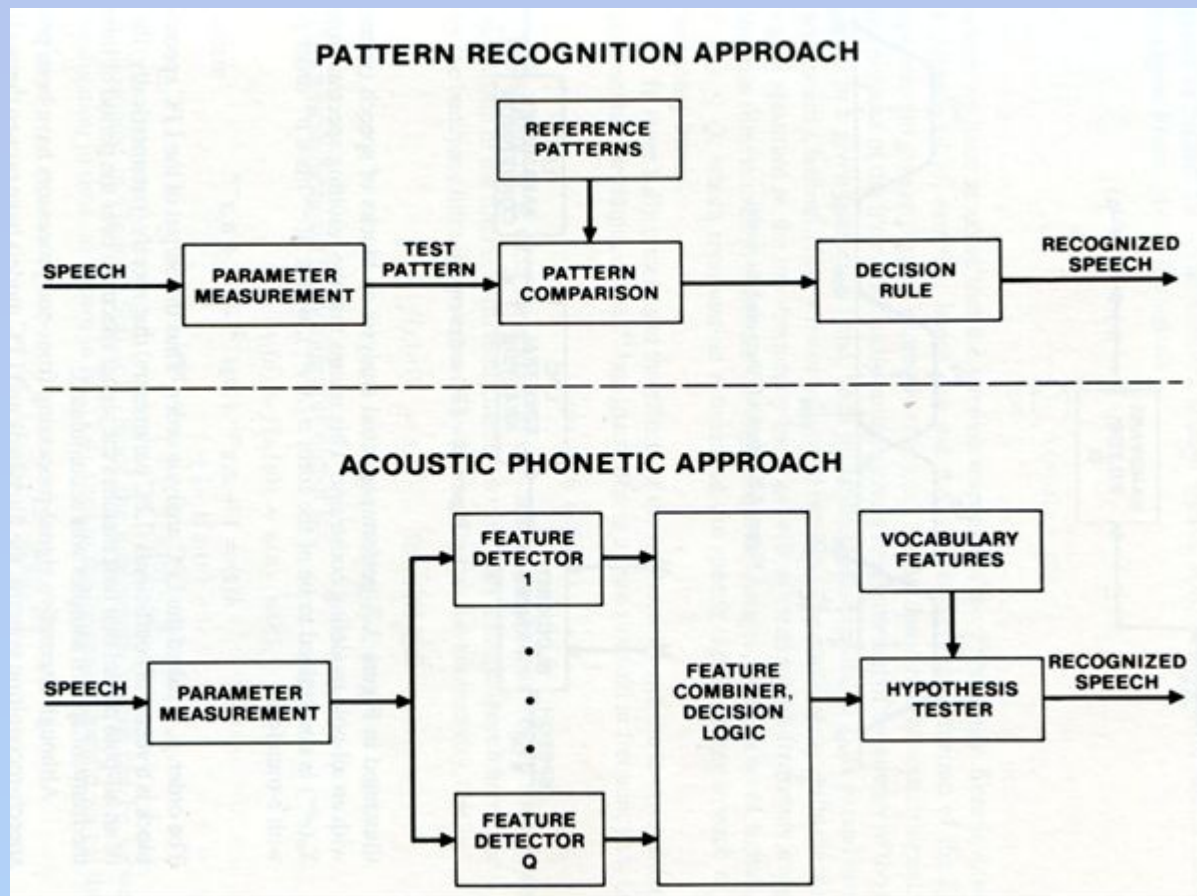 PATTERN RECOGNITION APPROACH
REFERENCE
PATTERNS
SPEECH
PARAMETER
MEASUREMENT
TEST
PATTERN
PATTERN
COMPARISON
DECISION
RULE
RECOGNIZED
SPEECH
ACOUSTIC PHONETIC APPROACH
SPEECH
PARAMETER
MEASUREMENT
FEATURE
DETECTOR
1
FEATURE
DETECTOR
Q
FEATURE
COMBINER,
DECISION
LOGIC
VOCABULARY
FEATURES
HYPOTHESIS
TESTER
RECOGNIZED
SPEECH